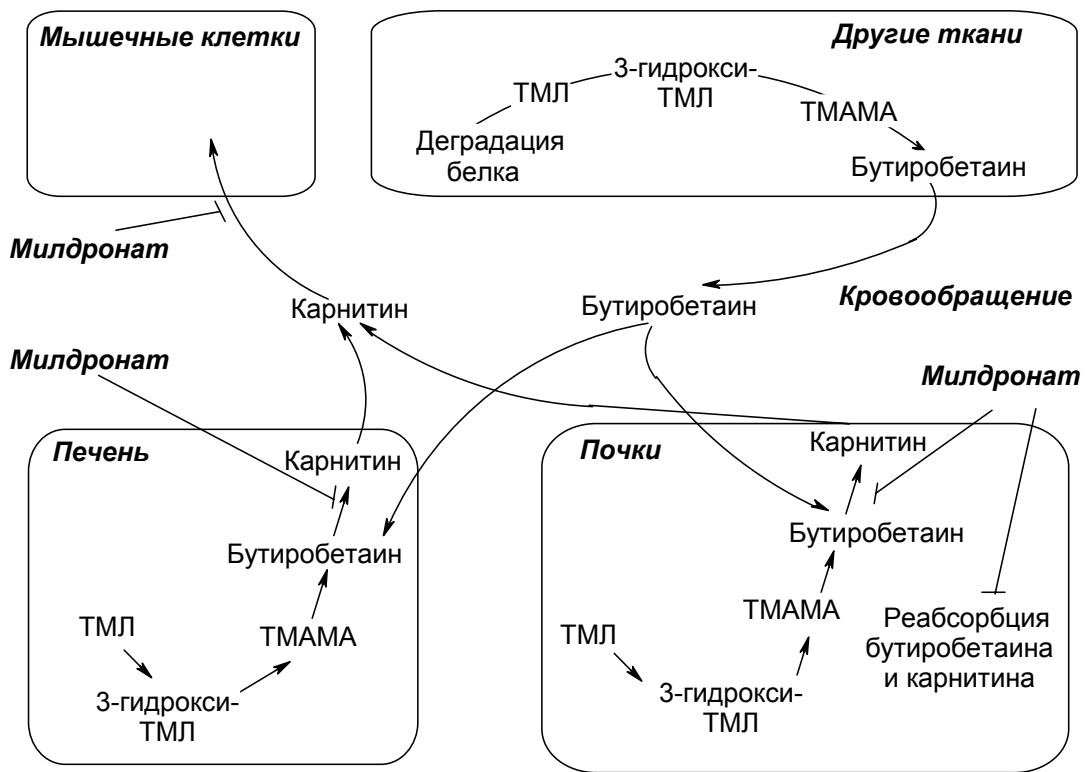 Мышечные клетки
Другие ткани
3-гидрокси-
ТМЛ
ТМЛ
ТМАМА
Деградация
белка
Бутиробетаин
Милдронат
Карнитин
Бутиробетаин
Кровообращение
Милдронат
Милдронат
Печень
Карнитин
Бутиробетаин
ТМЛ
ТМАМА
3-гидрокси-
ТМЛ
Почки
Карнитин
Бутиробетаин
ТМАМА
ТМЛ
3-гидрокси-
ТМЛ
Реабсорбция
бутиробетаина
и карнитина